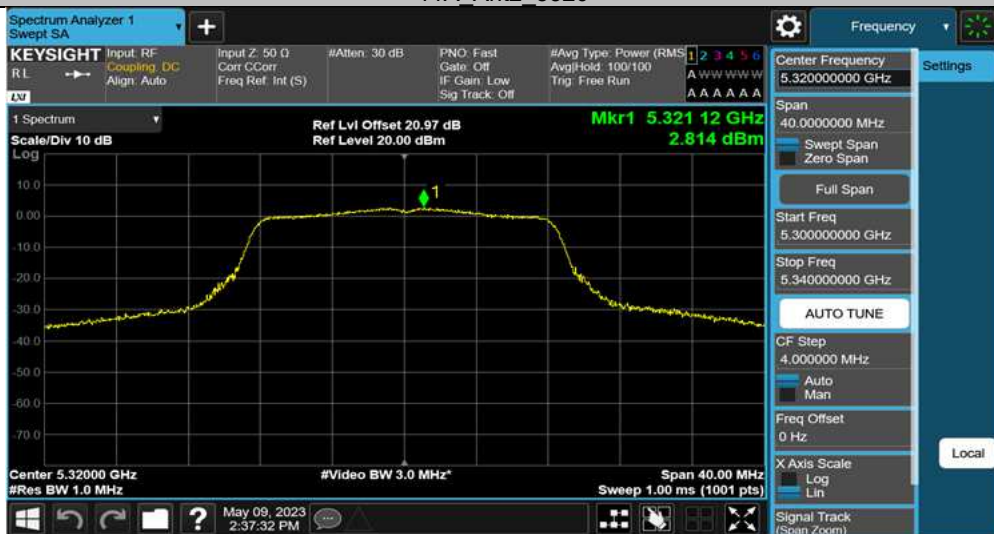 Spectrum Analyzer 1
Swept SA
+
Frequency
KEYSIGHT
RL
LXI
Input: RF
Coupling: DC
Align: Auto
Input Z: 50 Ω
Corr CCorr
Freq Ref: Int (S)
#Atten: 30 dB
PNO: Fast
Gate: Off
IF Gain: Low
Sig Track: Off
#Avg Type: Power (RMS
Avg|Hold: 100/100
Trig: Free Run
1 2 3 4 5 6
A W W W W W
A A A A A A
1 Spectrum
Scale/Div 10 dB
Log
Ref Lvl Offset 20.97 dB
Ref Level 20.00 dBm
Mkr1 5.321 12 GHz
2.814 dBm
10.0
0.00
-10.0
-20.0
-30.0
-40.0
-50.0
-60.0
-70.0
1
Center 5.32000 GHz
#Res BW 1.0 MHz
#Video BW 3.0 MHz*
Span 40.00 MHz
Sweep 1.00 ms (1001 pts)
Center Frequency
5.320000000 GHz
Settings
Span
40.0000000 MHz
Swept Span
Zero Span
Full Span
Start Freq
5.300000000 GHz
Stop Freq
5.340000000 GHz
AUTO TUNE
CF Step
4.000000 MHz
Auto
Man
Freq Offset
0 Hz
X Axis Scale
Log
Lin
Local
Signal Track
(Span Zoom)
?
May 09, 2023
2:37:32 PM